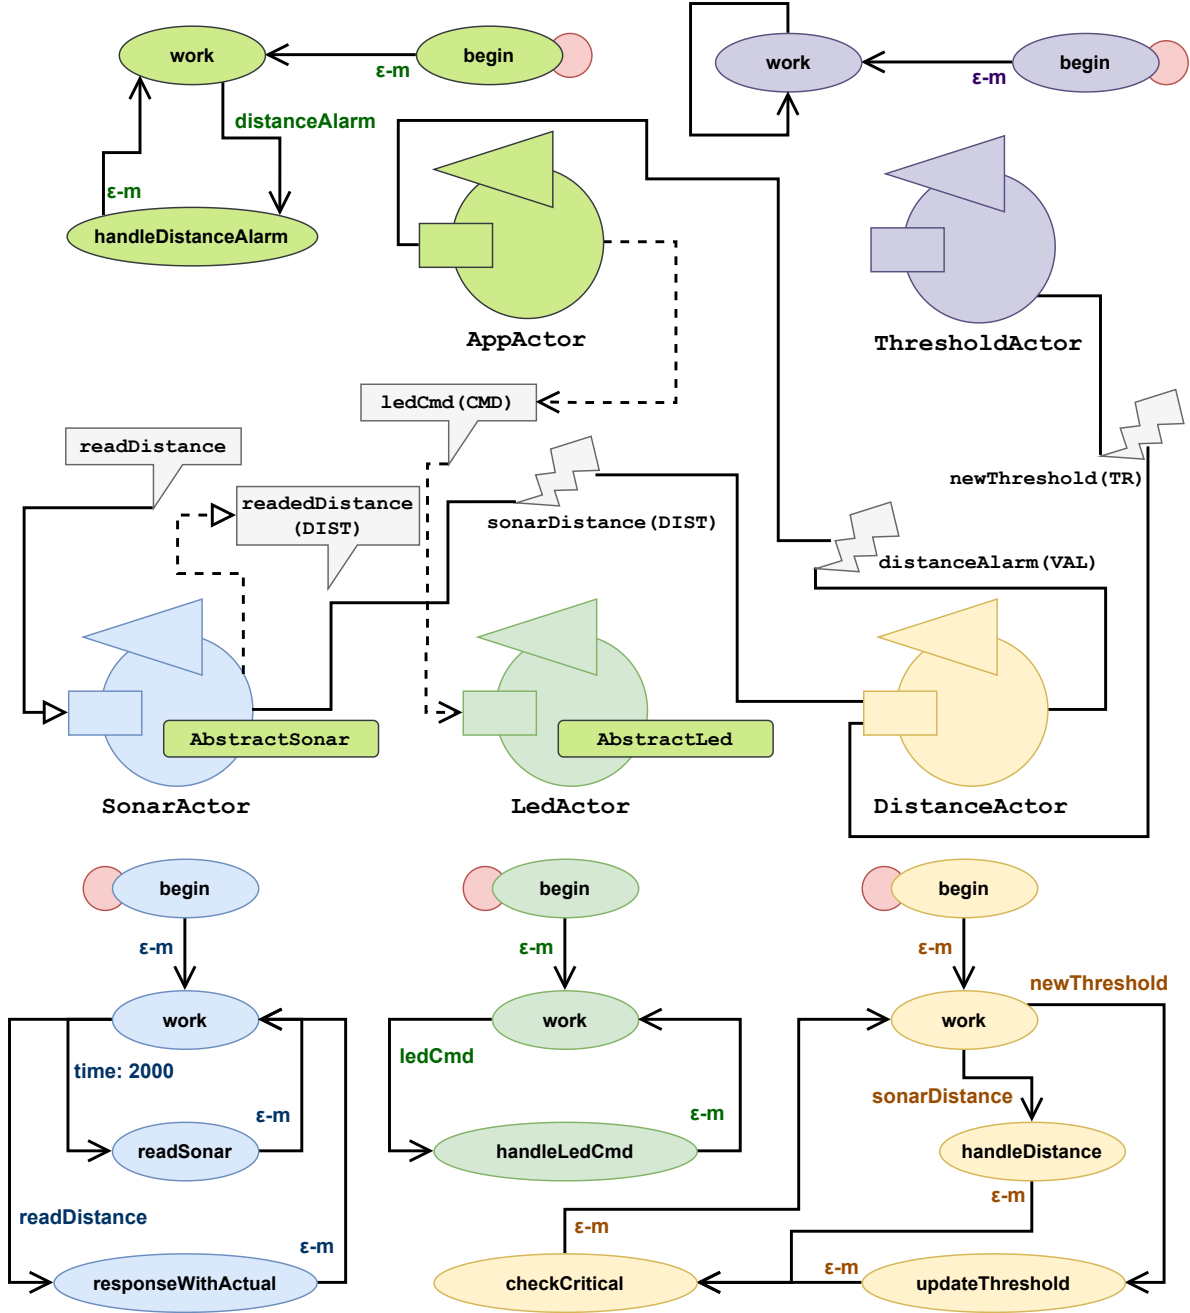 work
begin
ε-m
distanceAlarm
ε-m
handleDistanceAlarm
work
begin
ε-m
AppActor
ThresholdActor
ledCmd(CMD)
readDistance
readedDistance
(DIST)
sonarDistance(DIST)
newThreshold(TR)
distanceAlarm(VAL)
AbstractSonar
SonarActor
AbstractLed
LedActor
DistanceActor
begin
ε-m
work
time: 2000
ε-m
readSonar
readDistance
ε-m
responseWithActual
begin
ε-m
work
ledCmd
ε-m
handleLedCmd
begin
ε-m
newThreshold
work
sonarDistance
handleDistance
ε-m
ε-m
ε-m
checkCritical
updateThreshold